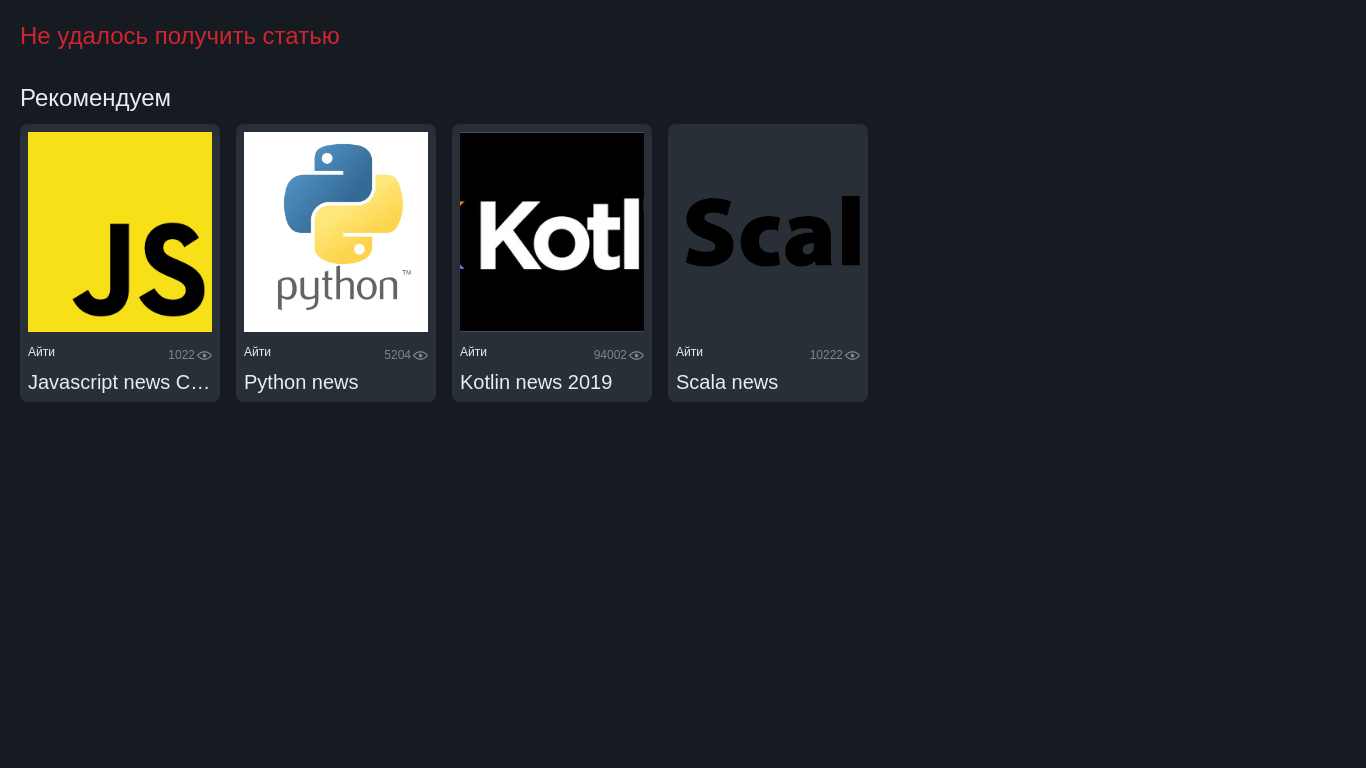 Не удалось получить статью
Рекомендуем
JS
python™
Kotl
Scal
Айти 1022
Айти 5204
Айти 94002
Айти 10222
Javascript news C…
Python news
Kotlin news 2019
Scala news